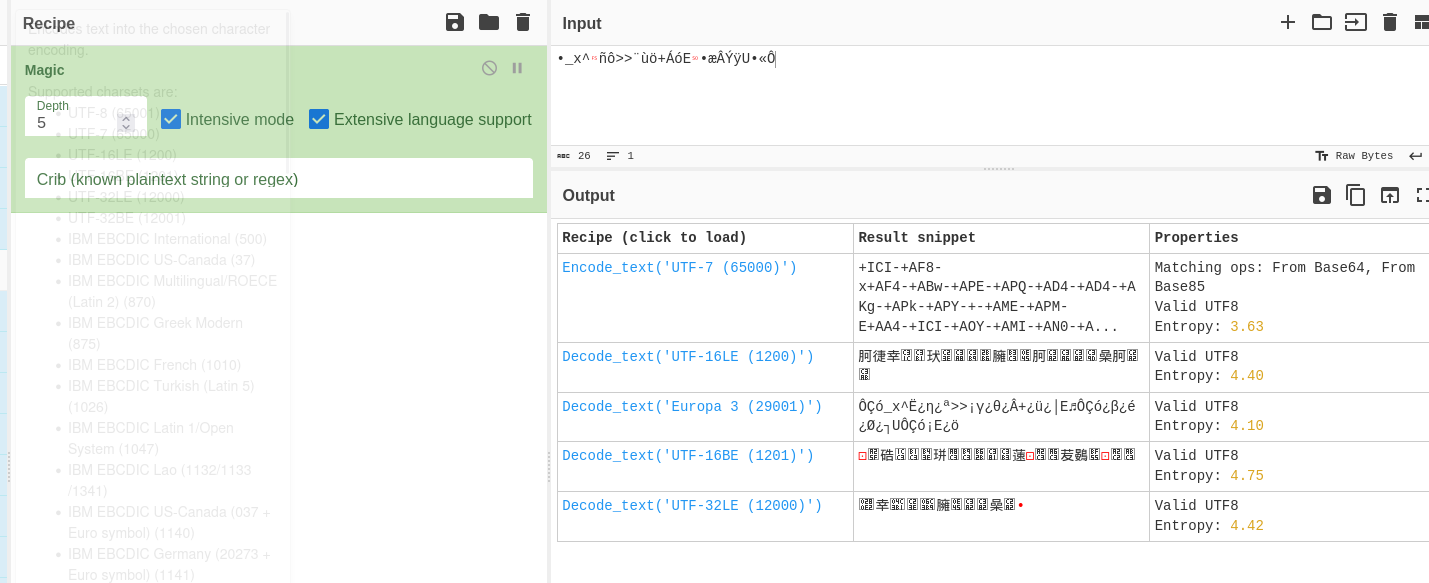 Recipe
Encodes text into the chosen character
encoding.
Magic
Supported charsets are:
Depth
5
Intensive mode
Extensive language support
UTF-8 (65001)
UTF-7 (65000)
UTF-16LE (1200)
Crib (known plaintext string or regex)
UTF-32LE (12000)
UTF-32BE (12001)
IBM EBCDIC International (500)
IBM EBCDIC US-Canada (37)
IBM EBCDIC Multilingual/ROECE
(Latin 2) (870)
IBM EBCDIC Greek Modern
(875)
IBM EBCDIC French (1010)
IBM EBCDIC Turkish (Latin 5)
(1026)
IBM EBCDIC Latin 1/Open
System (1047)
IBM EBCDIC Lao (1132/1133
/1341)
IBM EBCDIC US-Canada (037 +
Euro symbol) (1140)
IBM EBCDIC Germany (20273 +
Euro symbol) (1141)
Input
•_x^ñô>>¨ùö+ÁóE•æÂÝÿU•«Ô
26
1
Raw Bytes
Output
Recipe (click to load)
Result snippet
Properties
Encode_text('UTF-7 (65000)')
+ICI-+AF8-
x+AF4-+ABw-+APE-+APQ-+AD4-+AD4-+A
Kg-+APk-+APY-+-+AME-+APM-
E+AA4-+ICI-+AOY-+AMI-+AN0-+A...
Matching ops: From Base64, From
Base85
Valid UTF8
Entropy: 3.63
Decode_text('UTF-16LE (1200)')
Valid UTF8
Entropy: 4.40
Decode_text('Europa 3 (29001)')
ÔÇó_x^Ë¿η¿ª>>¡γ¿θ¿Â+¿ü¿│E♬ÔÇó¿β¿é
¿Ø¿┐UÔÇó¡E¿ö
Valid UTF8
Entropy: 4.10
Decode_text('UTF-16BE (1201)')
Valid UTF8
Entropy: 4.75
Decode_text('UTF-32LE (12000)')
Valid UTF8
Entropy: 4.42